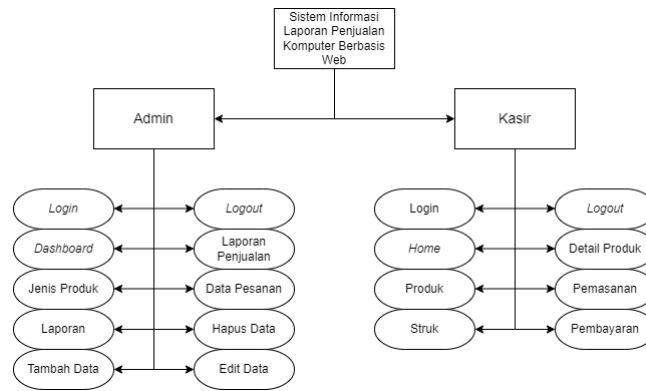 Sistem Informasi
Laporan Penjualan
Komputer Berbasis
Web
Admin
Kasir
Login
Logout
Login
Logout
Dashboard
Laporan
Penjualan
Home
Detail Produk
Jenis Produk
Data Pesanan
Produk
Pemasanan
Laporan
Hapus Data
Struk
Pembayaran
Tambah Data
Edit Data